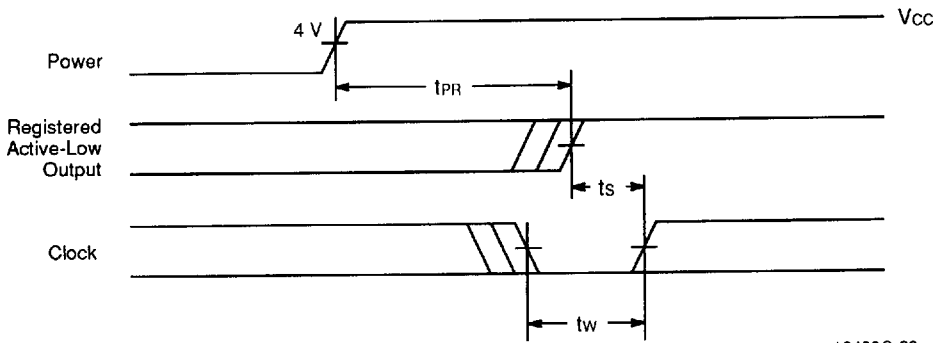 4 V
VCC
Power
tPR
Registered
Active-Low
Output
tS
Clock
tW